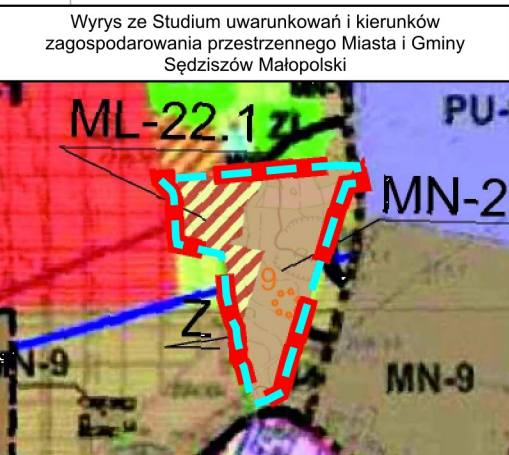 Wyrys ze Studium uwarunkowań i kierunków
zagospodarowania przestrzennego Miasta i Gminy
Sędziszów Małopolski
ML-22.1
ZL
PU-
MN-2
9
Z
N-9
MN-9